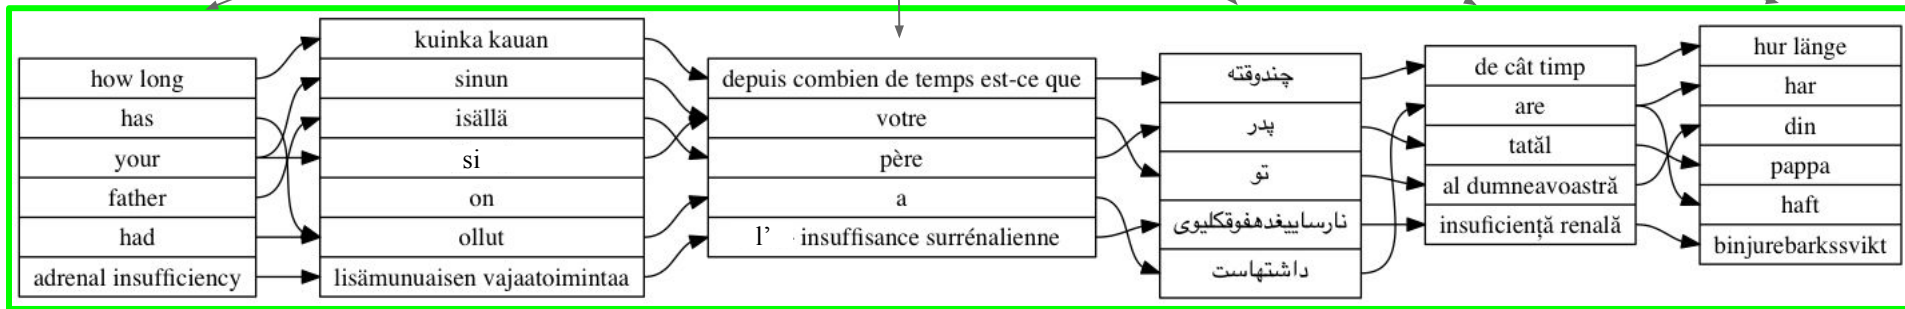 how long
has
your
father
had
adrenal insufficiency
kuinka kauan
sinun
isällä
si
on
ollut
lisämunuaisen vajaatoimintaa
depuis combien de temps est-ce que
votre
père
a
l' insuffisance surrénalienne
چندوقته
پدر
تو
نارساییغدهفوقکلیوی
داشتهاست
de cât timp
are
tatăl
al dumneavoastră
insuficiență renală
hur länge
har
din
pappa
haft
binjurebarkssvikt